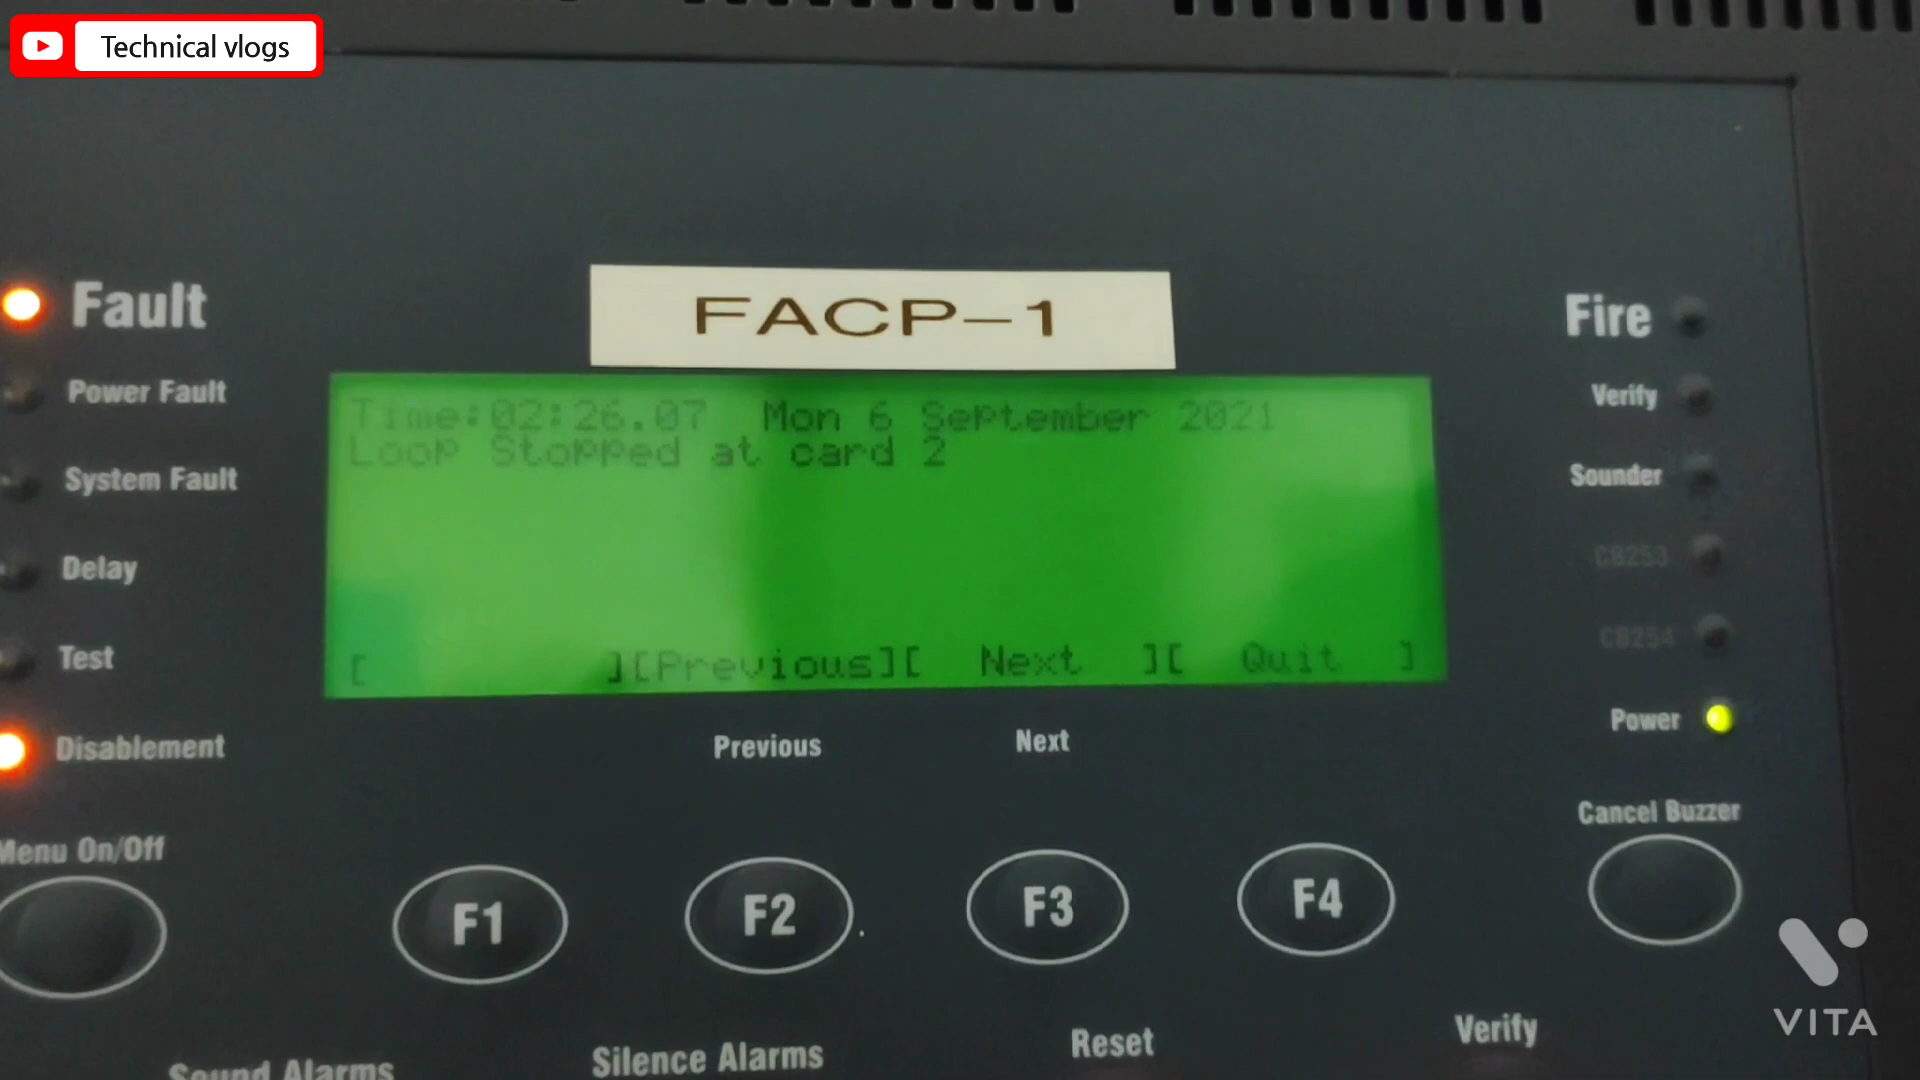 Technical vlogs
FACP-1
Fault
Power Fault
System Fault
Delay
Test
Disablement
Time:02:26.07 Mon 6 September 2021
Loop Stopped at card 2
[ ][Previous][ Next ][ Quit ]
Fire
Verify
Sounder
CB253
CB254
Power
Previous
Next
Menu On/Off
F1
F2
F3
F4
Cancel Buzzer
Sound Alarms
Silence Alarms
Reset
Verify
VITA